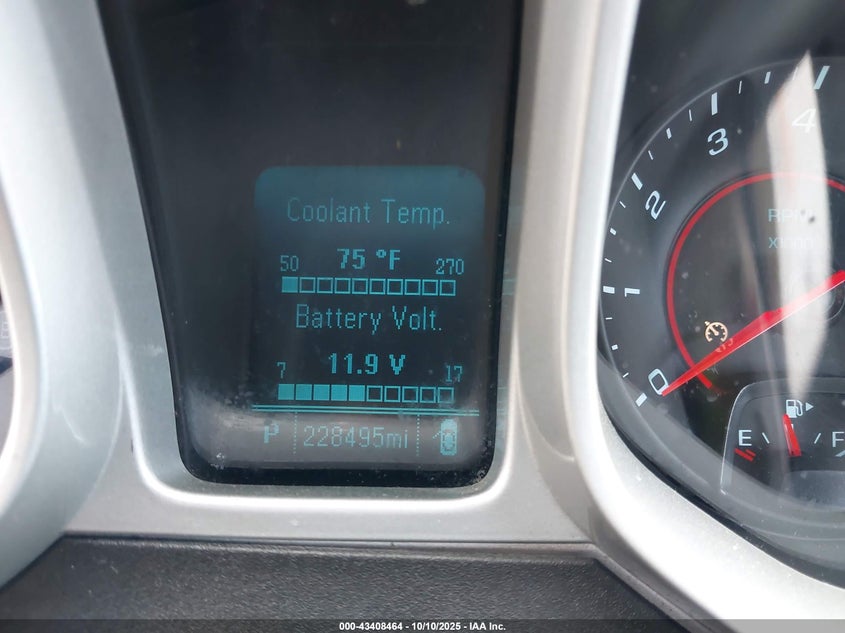 Coolant Temp.
75 °F
50 270
Battery Volt.
11.9 V
7 17
P 228495mi
0 1 2 3 4
RPM
X1000
E F
000-43408464 | 10/10/2025 - IAA Inc.